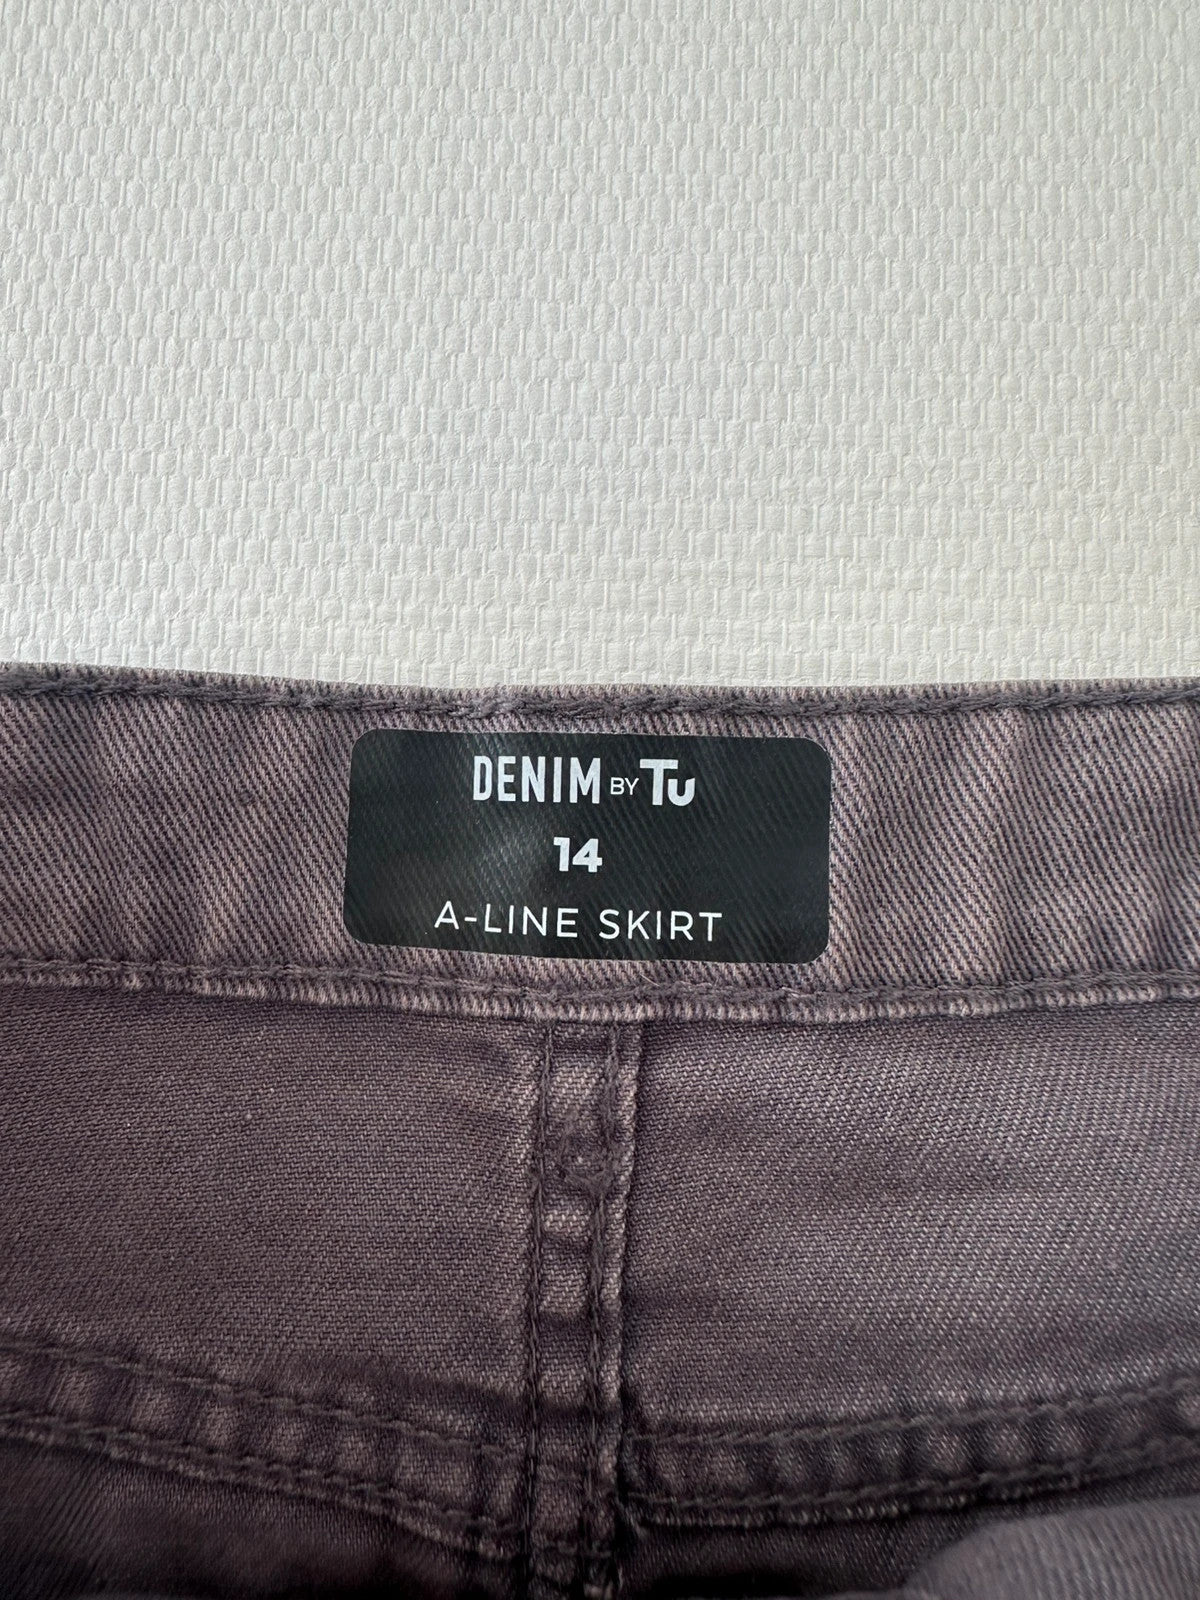 DENIM BY Tu
14
A-LINE SKIRT